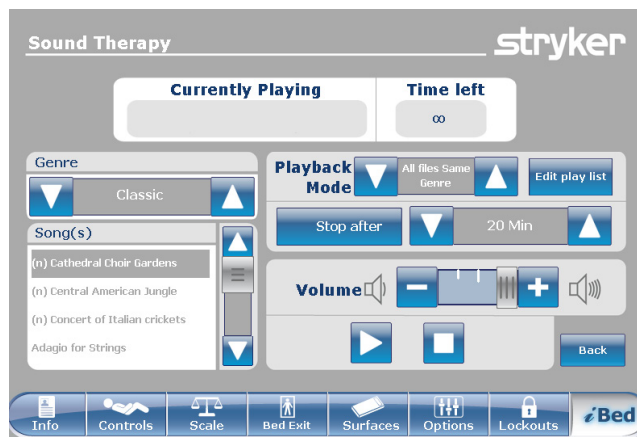 Sound Therapy
stryker
Currently Playing
Time left
∞
Genre
Classic
Song(s)
(n) Cathedral Choir Gardens
(n) Central American Jungle
(n) Concert of Italian crickets
Adagio for Strings
Playback
Mode
All files Same
Genre
Edit play list
Stop after
20 Min
Volume
Back
Info
Controls
Scale
Bed Exit
Surfaces
Options
Lockouts
iBed